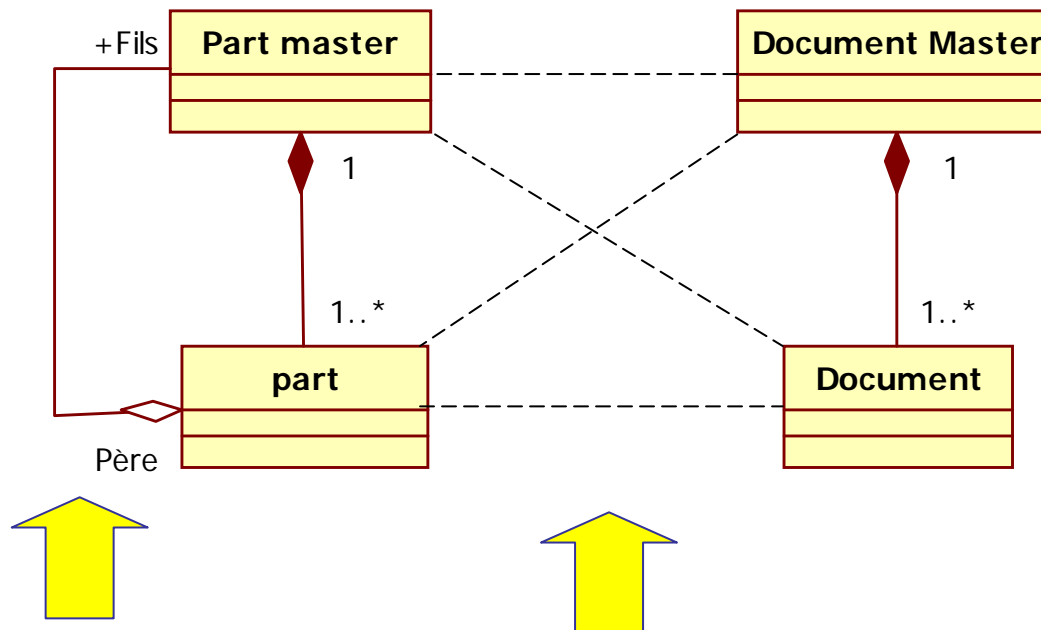 +Fils
Part master
Document Master
1
1
1..*
1..*
part
Document
Père